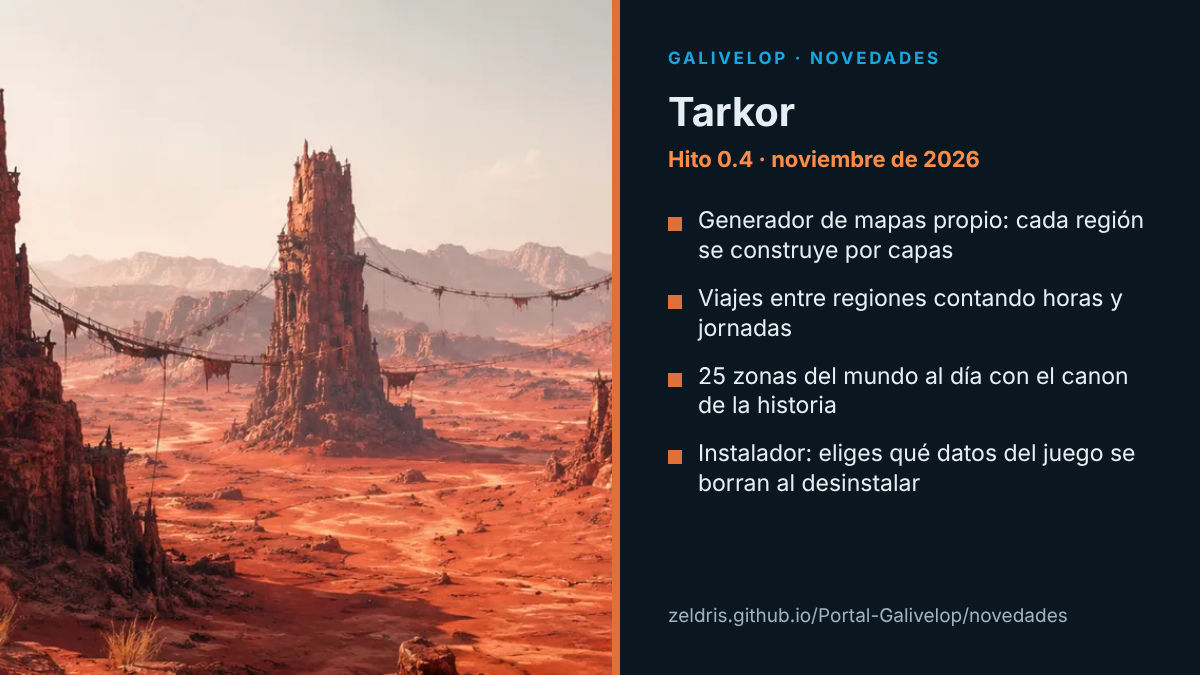 GALIVELOP · NOVEDADES
Tarkor
Hito 0.4 · noviembre de 2026
Generador de mapas propio: cada región
se construye por capas
Viajes entre regiones contando horas y
jornadas
25 zonas del mundo al día con el canon
de la historia
Instalador: eliges qué datos del juego se
borran al desinstalar
zeldris.github.io/Portal-Galivelop/novedades